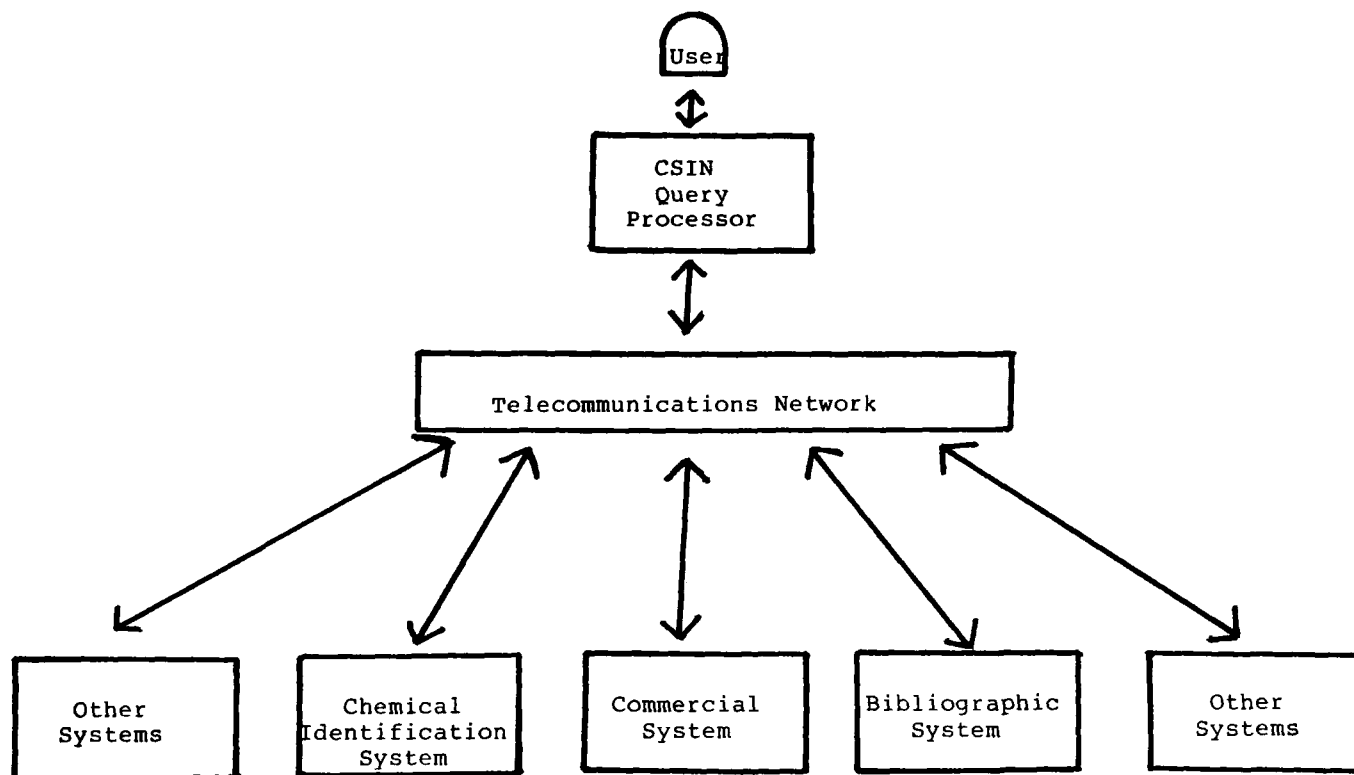 User
CSIN
Query
Processor
Telecommunications Network
Other
Systems
Chemical
Identification
System
Commercial
System
Bibliographic
System
Other
Systems